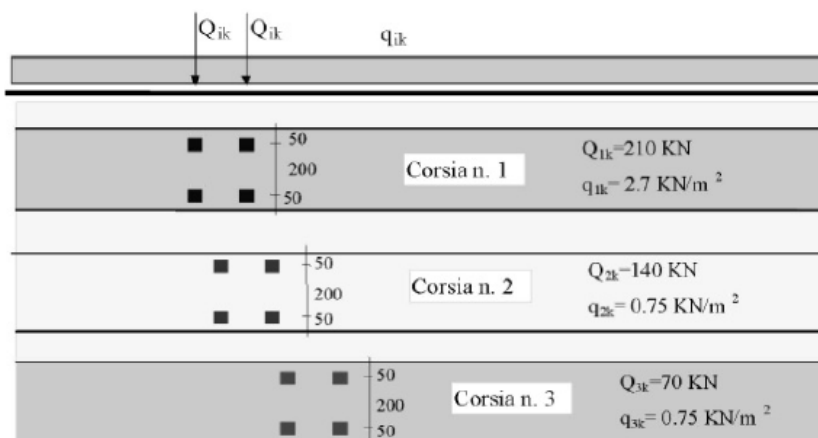 Qik Qik qik
50
200
50
Corsia n. 1
Q1k=210 KN
q1k= 2.7 KN/m 2
50
200
50
Corsia n. 2
Q2k=140 KN
q2k= 0.75 KN/m 2
50
200
50
Corsia n. 3
Q3k=70 KN
q3k= 0.75 KN/m 2